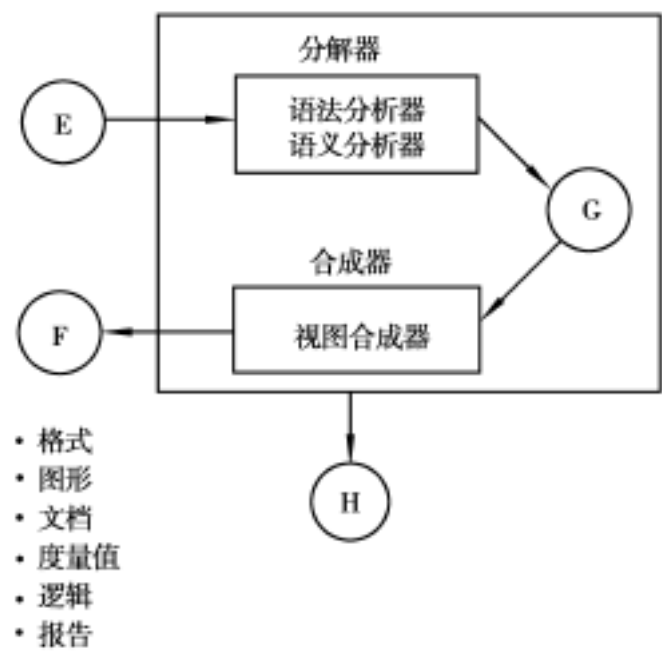 分解器
E
语法分析器
语义分析器
G
合成器
F
视图合成器
· 格式
· 图形
· 文档
· 度量值
· 逻辑
· 报告
H